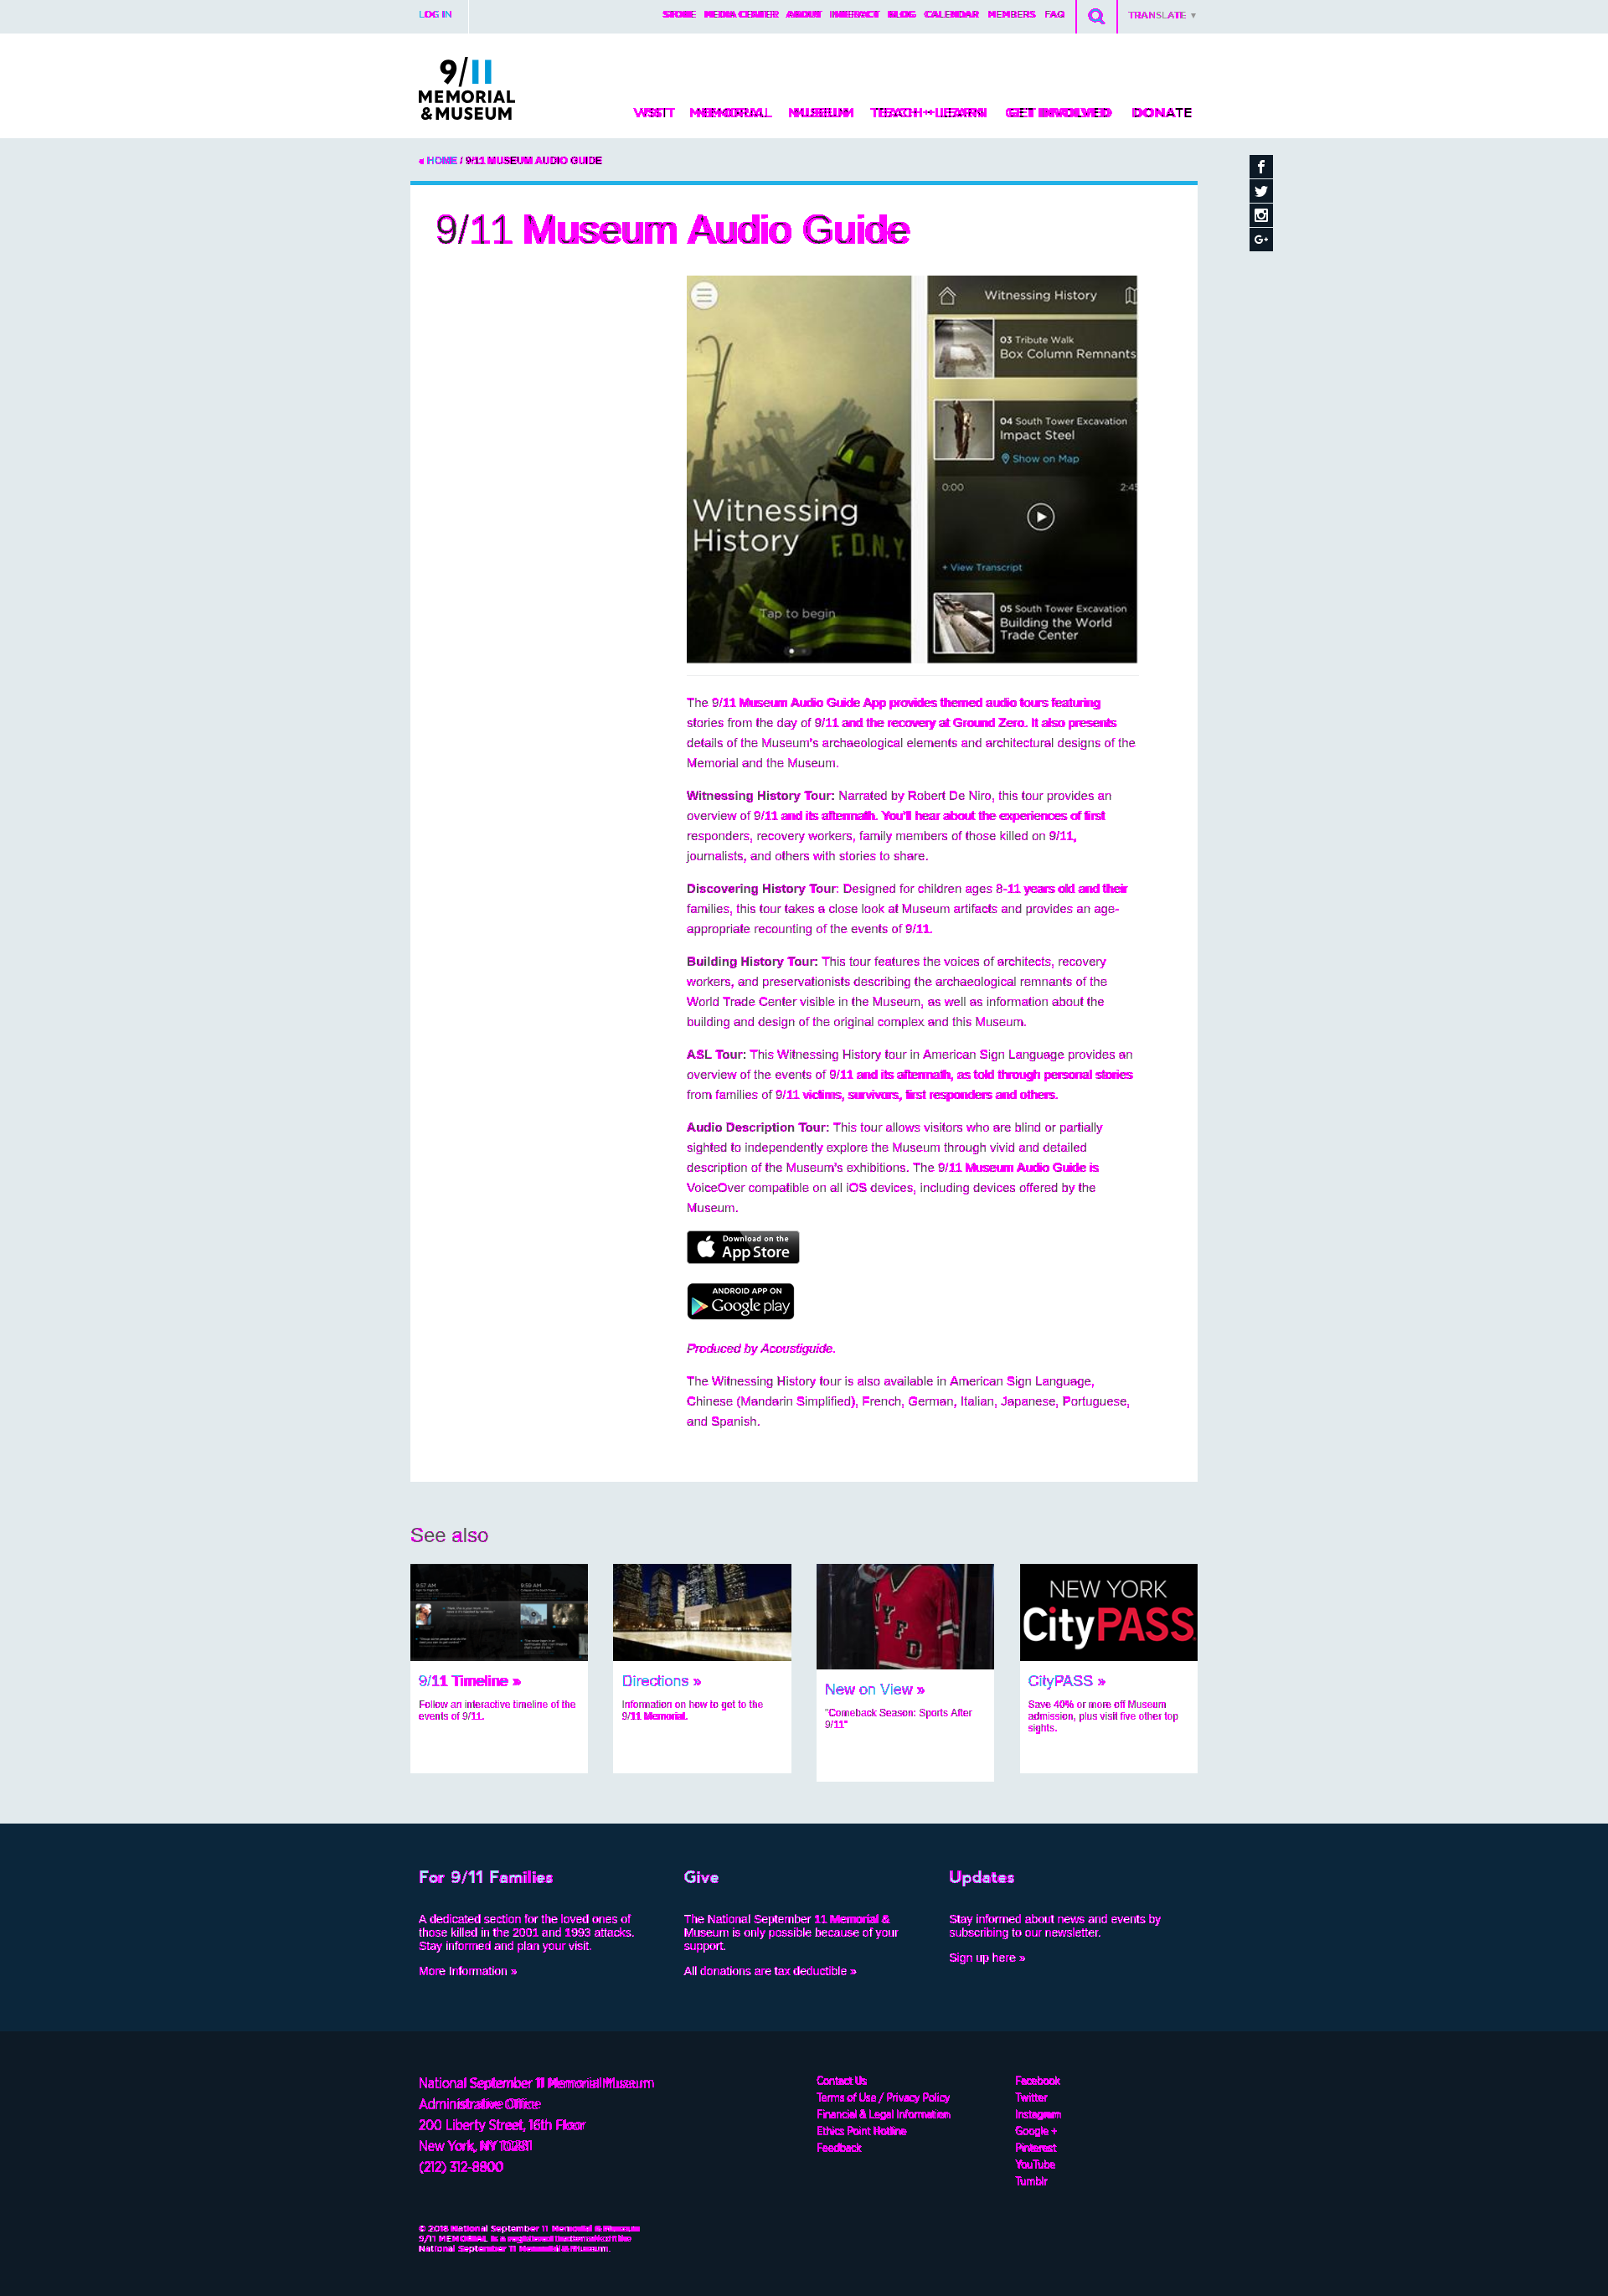 LOG IN
STORE MEDIA CENTER ABOUT INTERACT BLOG CALENDAR MEMBERS FAQ
TRANSLATE ▼
9/11
MEMORIAL
& MUSEUM
VISIT MEMORIAL MUSEUM TEACH + LEARN GET INVOLVED DONATE
« HOME / 9/11 MUSEUM AUDIO GUIDE
9/11 Museum Audio Guide
Witnessing
History
F.D.N.Y.
Tap to begin
Witnessing History
03 Tribute Walk
Box Column Remnants
04 South Tower Excavation
Impact Steel
Show on Map
0:00 2:45
+ View Transcript
05 South Tower Excavation
Building the World
Trade Center
The 9/11 Museum Audio Guide App provides themed audio tours featuring
stories from the day of 9/11 and the recovery at Ground Zero. It also presents
details of the Museum's archaeological elements and architectural designs of the
Memorial and the Museum.
Witnessing History Tour: Narrated by Robert De Niro, this tour provides an
overview of 9/11 and its aftermath. You'll hear about the experiences of first
responders, recovery workers, family members of those killed on 9/11,
journalists, and others with stories to share.
Discovering History Tour: Designed for children ages 8-11 years old and their
families, this tour takes a close look at Museum artifacts and provides an age-
appropriate recounting of the events of 9/11.
Building History Tour: This tour features the voices of architects, recovery
workers, and preservationists describing the archaeological remnants of the
World Trade Center visible in the Museum, as well as information about the
building and design of the original complex and this Museum.
ASL Tour: This Witnessing History tour in American Sign Language provides an
overview of the events of 9/11 and its aftermath, as told through personal stories
from families of 9/11 victims, survivors, first responders and others.
Audio Description Tour: This tour allows visitors who are blind or partially
sighted to independently explore the Museum through vivid and detailed
description of the Museum's exhibitions. The 9/11 Museum Audio Guide is
VoiceOver compatible on all iOS devices, including devices offered by the
Museum.
Download on the
App Store
ANDROID APP ON
Google play
Produced by Acoustiguide.
The Witnessing History tour is also available in American Sign Language,
Chinese (Mandarin Simplified), French, German, Italian, Japanese, Portuguese,
and Spanish.
See also
9:57 AM 9:59 AM
9/11 Timeline »
Follow an interactive timeline of the
events of 9/11.
Directions »
Information on how to get to the
9/11 Memorial.
NYFD
New on View »
"Comeback Season: Sports After
9/11"
NEW YORK
CityPASS
CityPASS »
Save 40% or more off Museum
admission, plus visit five other top
sights.
For 9/11 Families
A dedicated section for the loved ones of
those killed in the 2001 and 1993 attacks.
Stay informed and plan your visit.
More Information »
Give
The National September 11 Memorial &
Museum is only possible because of your
support.
All donations are tax deductible »
Updates
Stay informed about news and events by
subscribing to our newsletter.
Sign up here »
National September 11 Memorial Museum
Administrative Office
200 Liberty Street, 16th Floor
New York, NY 10281
(212) 312-8800
Contact Us
Terms of Use / Privacy Policy
Financial & Legal Information
Ethics Point Hotline
Feedback
Facebook
Twitter
Instagram
Google +
Pinterest
YouTube
Tumblr
© 2018 National September 11 Memorial & Museum
9/11 MEMORIAL is a registered trademark of the
National September 11 Memorial & Museum.